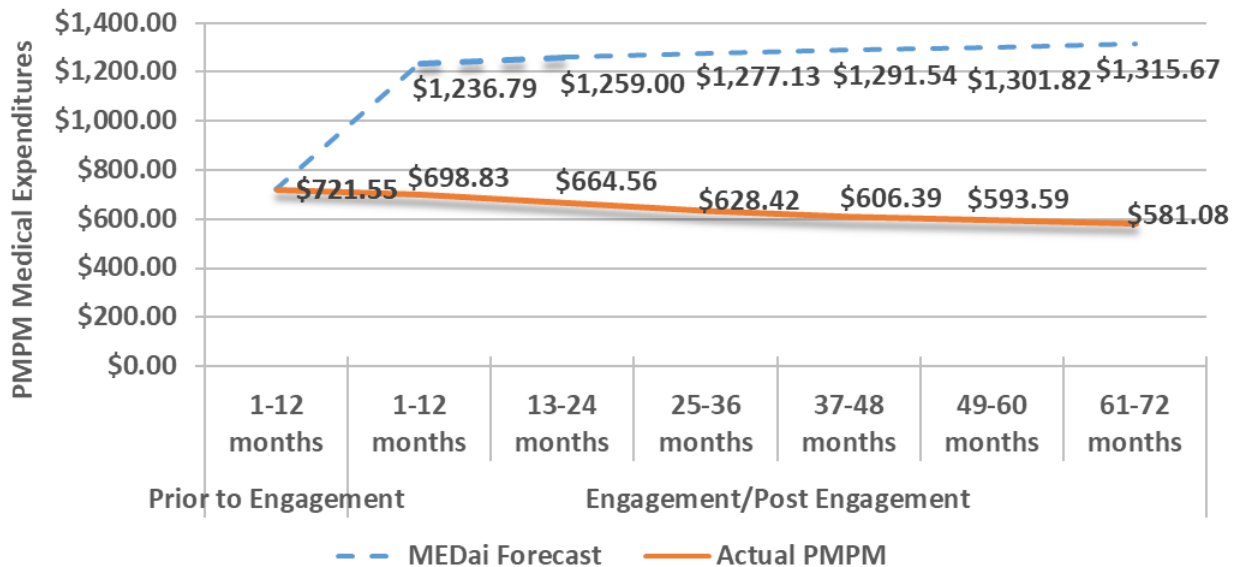 PMPM Medical Expenditures
$1,400.00
$1,200.00
$1,000.00
$800.00
$600.00
$400.00
$200.00
$0.00
$1,236.79 $1,259.00 $1,277.13 $1,291.54 $1,301.82 $1,315.67
$721.55 $698.83 $664.56 $628.42 $606.39 $593.59 $581.08
1-12 1-12 13-24 25-36 37-48 49-60 61-72
months months months months months months months
Prior to Engagement Engagement/Post Engagement
MEDai Forecast Actual PMPM